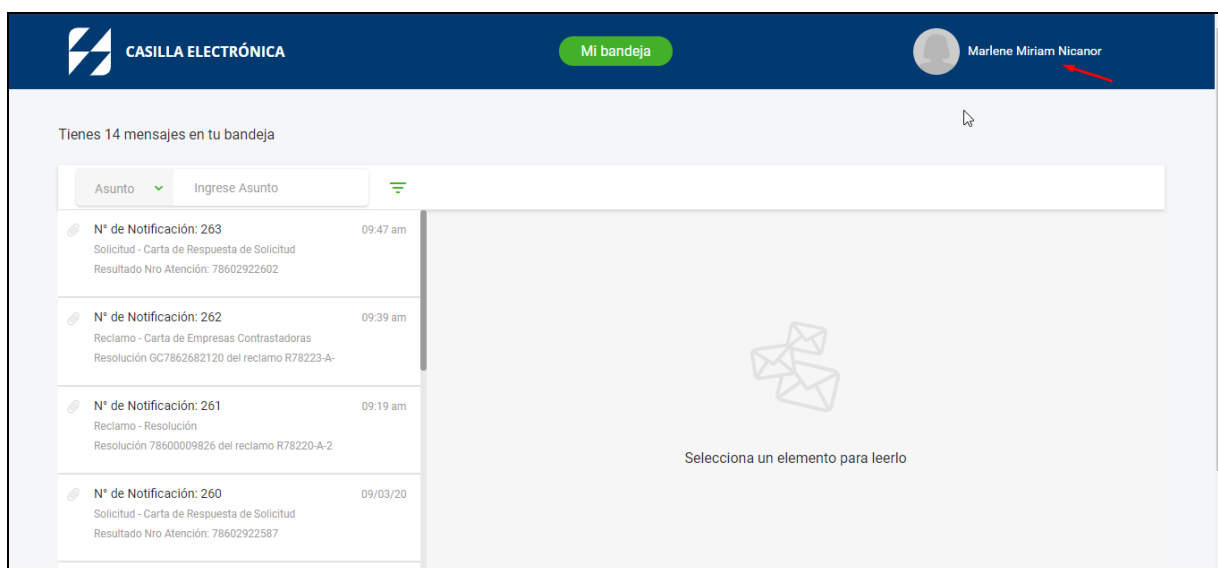 CASILLA ELECTRÓNICA
Mi bandeja
Marlene Miriam Nicanor
Tienes 14 mensajes en tu bandeja
Asunto
Ingrese Asunto
N° de Notificación: 263
09:47 am
Solicitud - Carta de Respuesta de Solicitud
Resultado Nro Atención: 78602922602
N° de Notificación: 262
09:39 am
Reclamo - Carta de Empresas Contrastadoras
Resolución GC7862682120 del reclamo R78223-A-
N° de Notificación: 261
09:19 am
Reclamo - Resolución
Resolución 78600009826 del reclamo R78220-A-2
N° de Notificación: 260
09/03/20
Solicitud - Carta de Respuesta de Solicitud
Resultado Nro Atención: 78602922587
Selecciona un elemento para leerlo